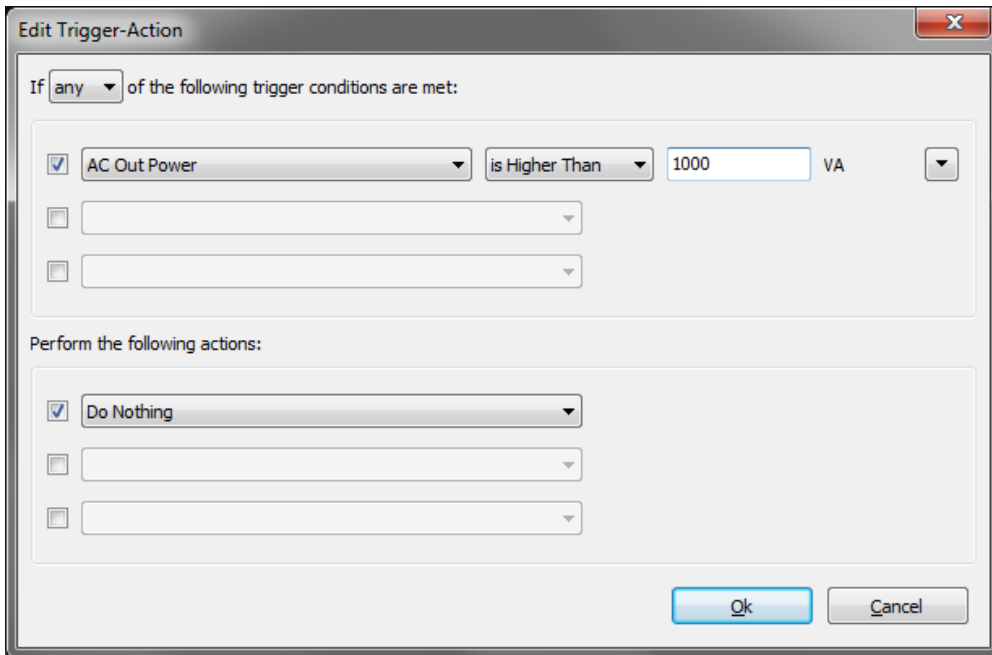 Edit Trigger-Action
If any of the following trigger conditions are met:
AC Out Power is Higher Than 1000 VA
Perform the following actions:
Do Nothing
Ok Cancel